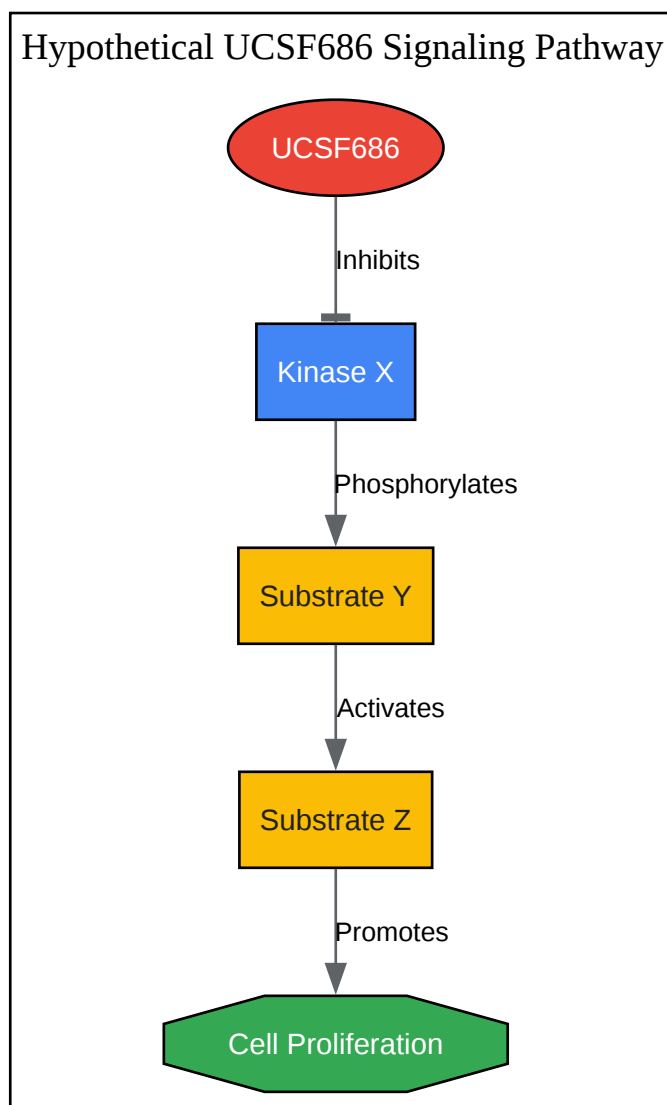 Hypothetical UCSF686 Signaling Pathway
UCSF686
Inhibits
Kinase X
Phosphorylates
Substrate Y
Activates
Substrate Z
Promotes
Cell Proliferation